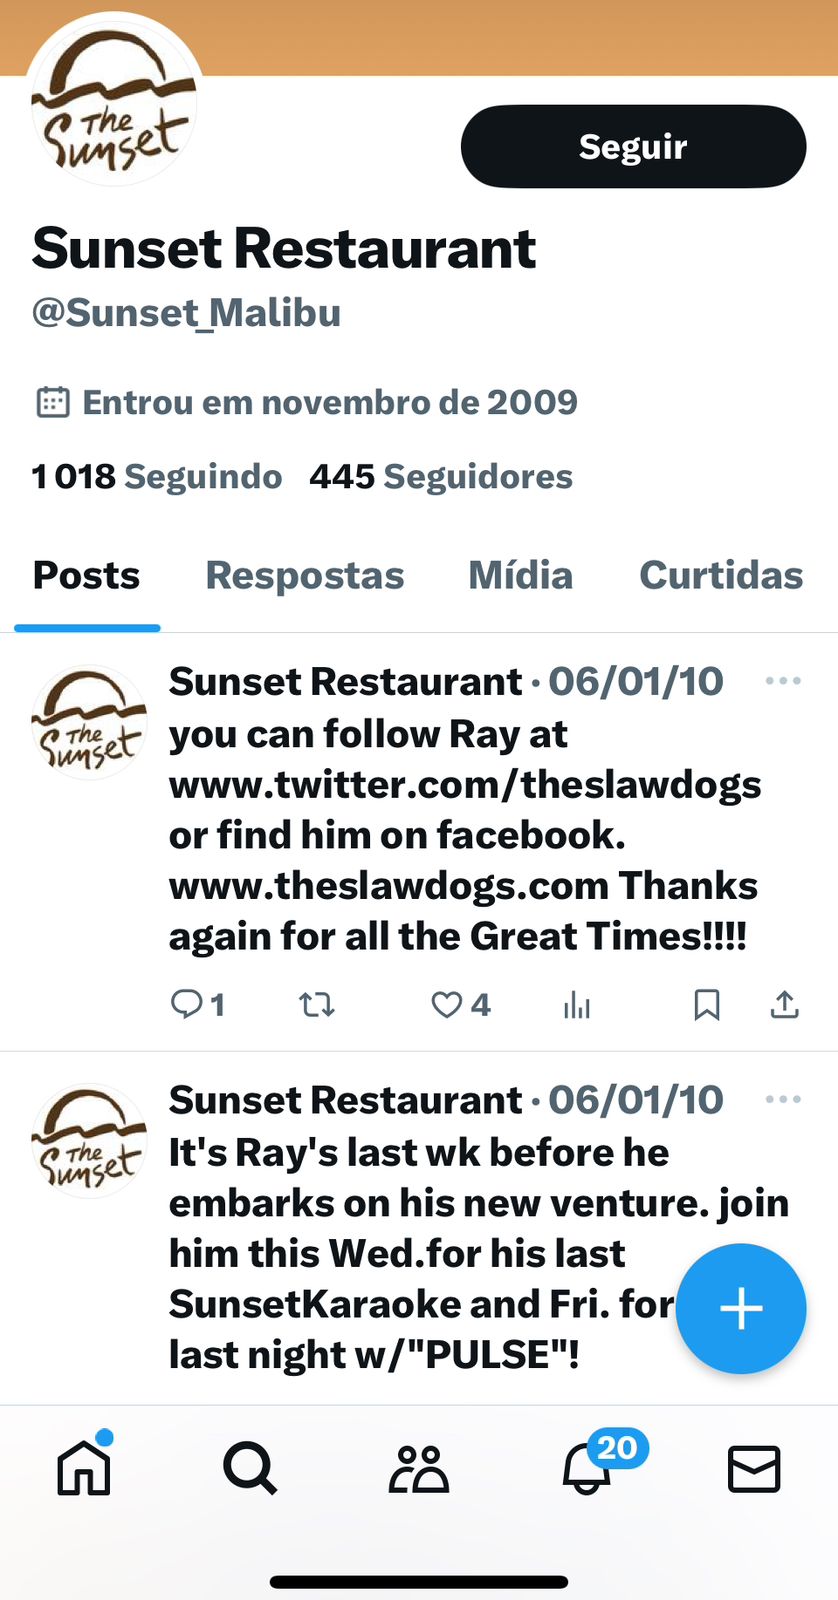 The
Sunset
Seguir
Sunset Restaurant
@Sunset_Malibu
Entrou em novembro de 2009
1 018 Seguindo 445 Seguidores
Posts Respostas Mídia Curtidas
The
Sunset
Sunset Restaurant · 06/01/10
you can follow Ray at
www.twitter.com/theslawdogs
or find him on facebook.
www.theslawdogs.com Thanks
again for all the Great Times!!!!
1 4
The
Sunset
Sunset Restaurant · 06/01/10
It's Ray's last wk before he
embarks on his new venture. join
him this Wed.for his last
SunsetKaraoke and Fri. for
last night w/"PULSE"!
20